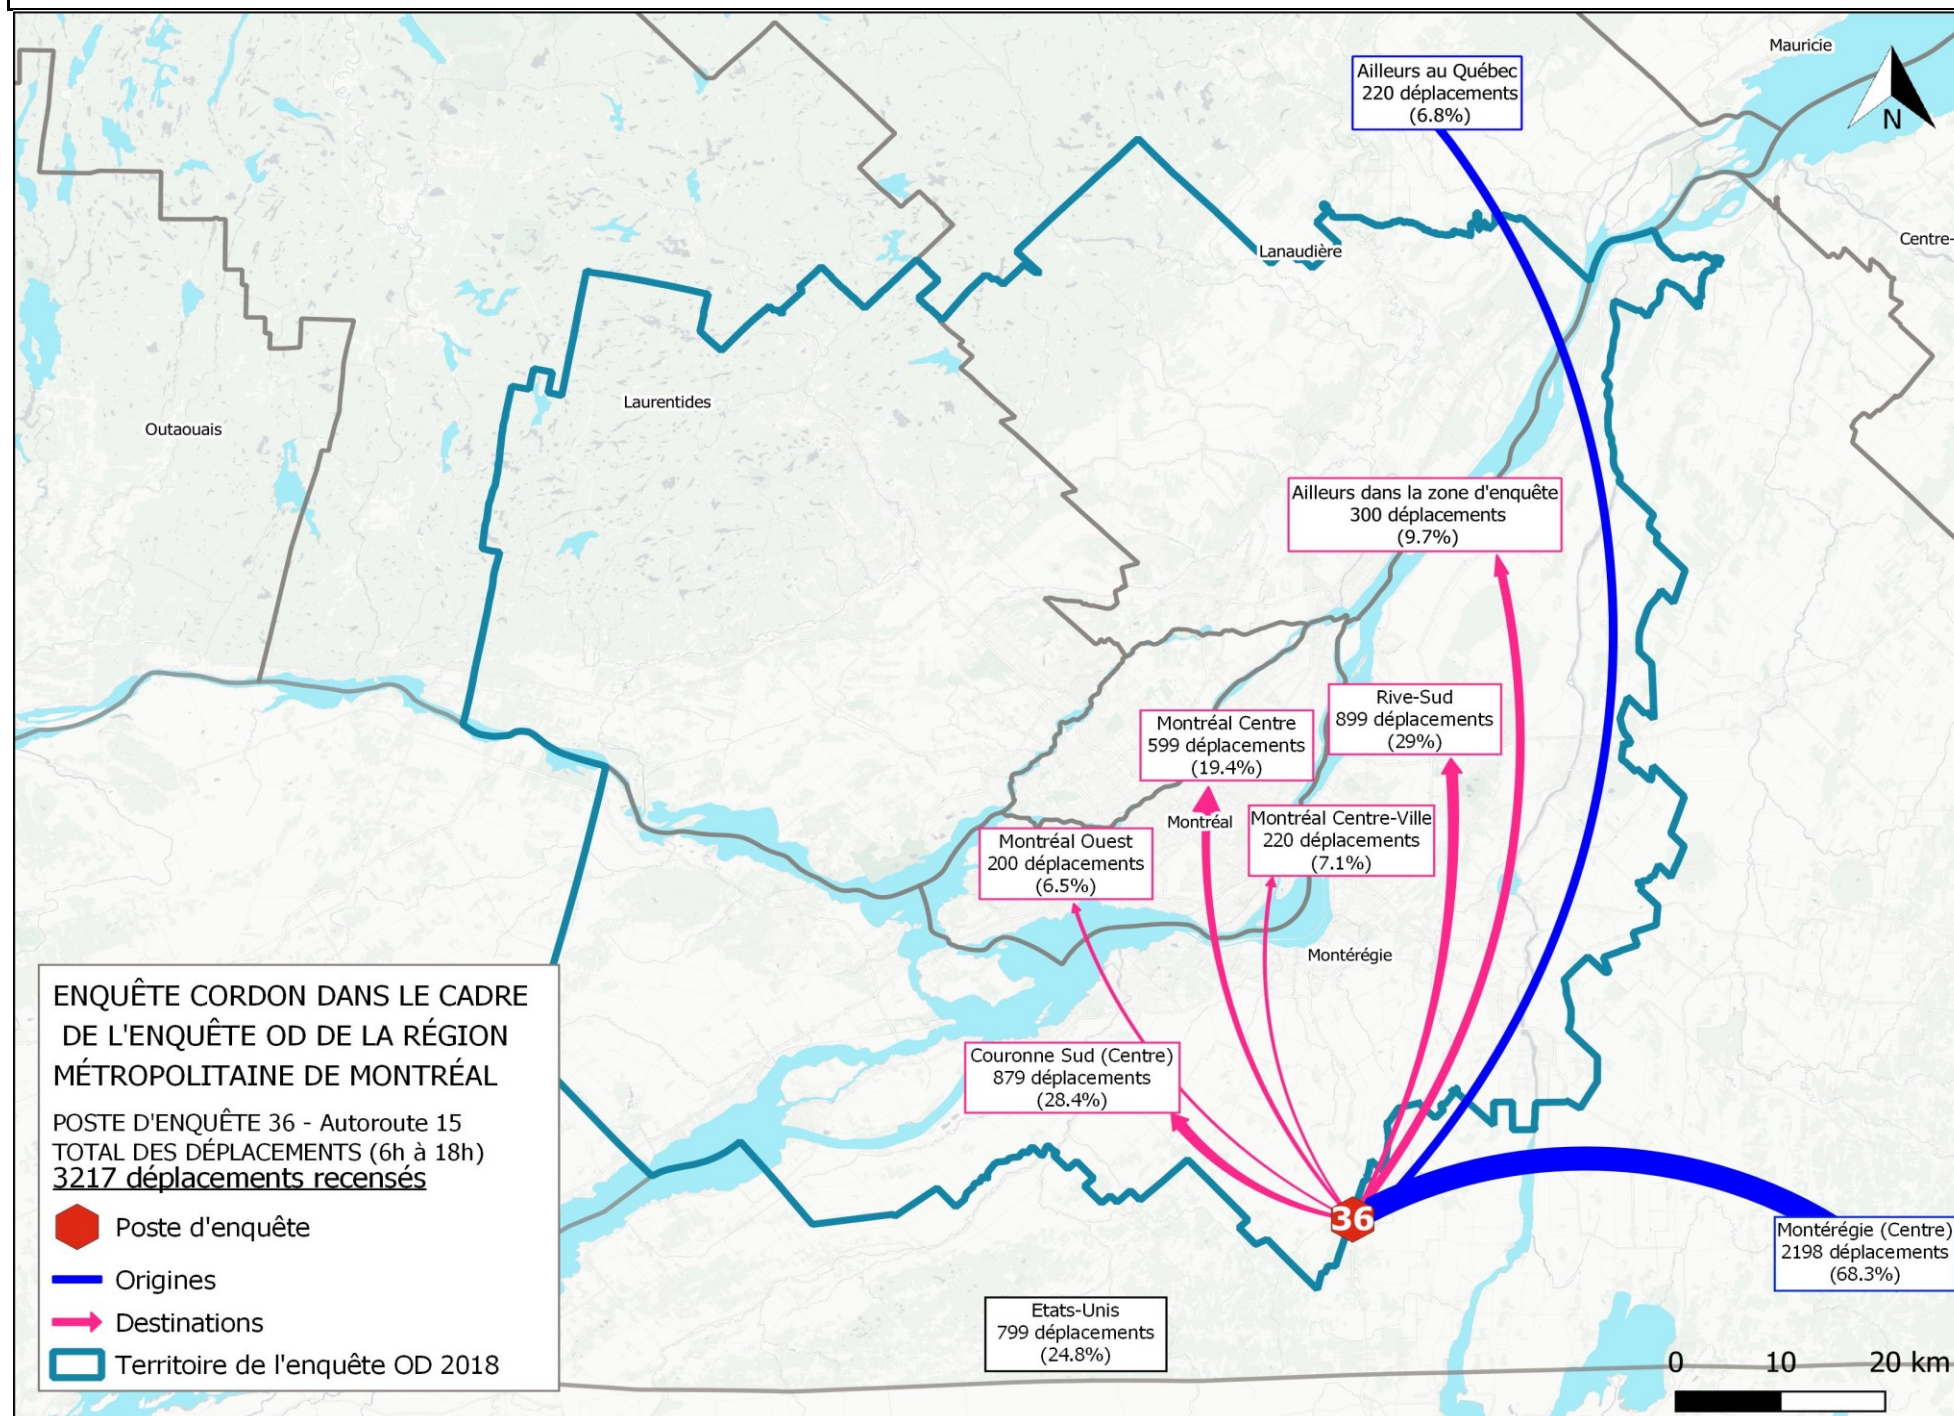 Mauricie
Ailleurs au Québec
220 déplacements
(6.8%)
N
Lanaudière
Centre-
Laurentides
Outaouais
Ailleurs dans la zone d'enquête
300 déplacements
(9.7%)
Rive-Sud
899 déplacements
(29%)
Montréal Centre
599 déplacements
(19.4%)
Montréal
Montréal Centre-Ville
220 déplacements
(7.1%)
Montréal Ouest
200 déplacements
(6.5%)
Montérégie
Couronne Sud (Centre)
879 déplacements
(28.4%)
36
Montérégie (Centre)
2198 déplacements
(68.3%)
Etats-Unis
799 déplacements
(24.8%)
ENQUÊTE CORDON DANS LE CADRE
DE L'ENQUÊTE OD DE LA RÉGION
MÉTROPOLITAINE DE MONTRÉAL
POSTE D'ENQUÊTE 36 - Autoroute 15
TOTAL DES DÉPLACEMENTS (6h à 18h)
3217 déplacements recensés
Poste d'enquête
Origines
Destinations
Territoire de l'enquête OD 2018
0 10 20 km